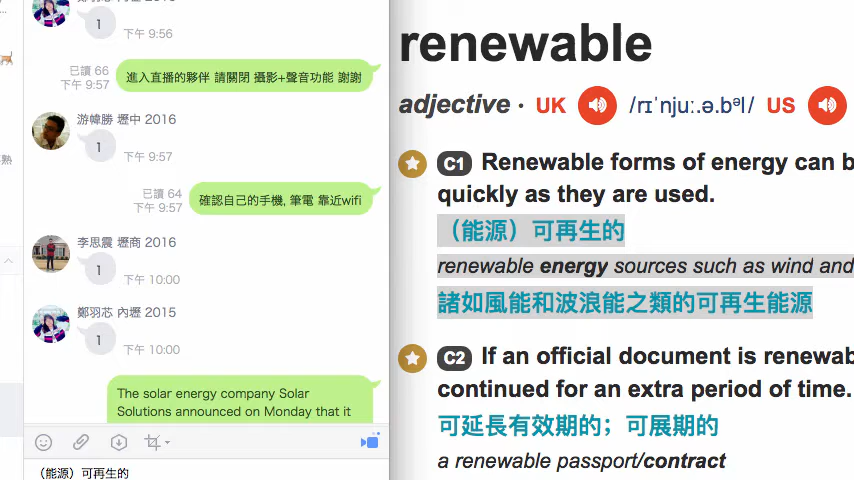 1
下午 9:56
已讀 66
下午 9:57
進入直播的夥伴 請關閉 攝影+聲音功能 謝謝
游幃勝 壢中 2016
1
下午 9:57
已讀 64
下午 9:57
確認自己的手機, 筆電 靠近wifi
李思震 壢商 2016
1
下午 10:00
鄭羽芯 內壢 2015
1
下午 10:00
The solar energy company Solar
Solutions announced on Monday that it
（能源）可再生的
renewable
adjective · UK /rɪˈnjuː.ə.bᵊl/ US
C1 Renewable forms of energy can b
quickly as they are used.
（能源）可再生的
renewable energy sources such as wind and
諸如風能和波浪能之類的可再生能源
C2 If an official document is renewab
continued for an extra period of time.
可延長有效期的；可展期的
a renewable passport/contract